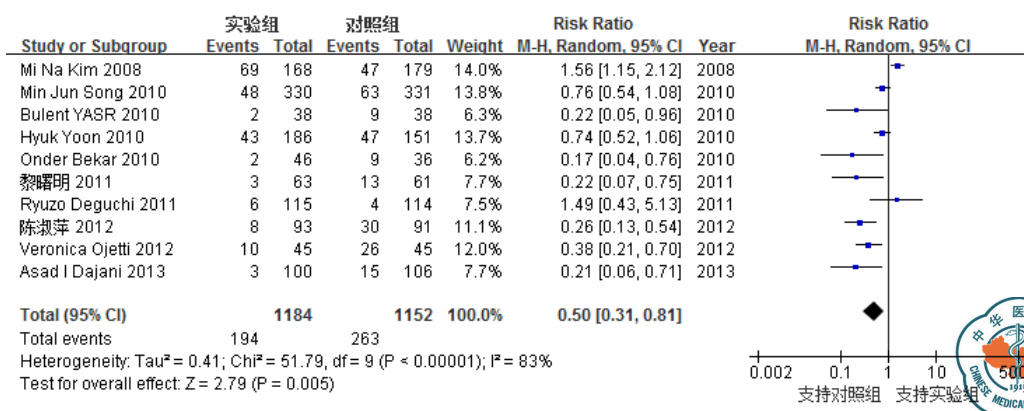 实验组 对照组 Risk Ratio Risk Ratio
Study or Subgroup Events Total Events Total Weight M-H, Random, 95% CI Year M-H, Random, 95% CI
Mi Na Kim 2008 69 168 47 179 14.0% 1.56 [1.15, 2.12] 2008
Min Jun Song 2010 48 330 63 331 13.8% 0.76 [0.54, 1.08] 2010
Bulent YASR 2010 2 38 9 38 6.3% 0.22 [0.05, 0.96] 2010
Hyuk Yoon 2010 43 186 47 151 13.7% 0.74 [0.52, 1.06] 2010
Onder Bekar 2010 2 46 9 36 6.2% 0.17 [0.04, 0.76] 2010
黎曙明 2011 3 63 13 61 7.7% 0.22 [0.07, 0.75] 2011
Ryuzo Deguchi 2011 6 115 4 114 7.5% 1.49 [0.43, 5.13] 2011
陈淑萍 2012 8 93 30 91 11.1% 0.26 [0.13, 0.54] 2012
Veronica Ojetti 2012 10 45 26 45 12.0% 0.38 [0.21, 0.70] 2012
Asad I Dajani 2013 3 100 15 106 7.7% 0.21 [0.06, 0.71] 2013
Total (95% CI) 1184 1152 100.0% 0.50 [0.31, 0.81]
Total events 194 263
Heterogeneity: Tau² = 0.41; Chi² = 51.79, df = 9 (P < 0.00001); I² = 83%
Test for overall effect: Z = 2.79 (P = 0.005)
0.002 0.1 1 10 500
支持对照组 支持实验组
中华医
CHINESE MEDICAL
1915